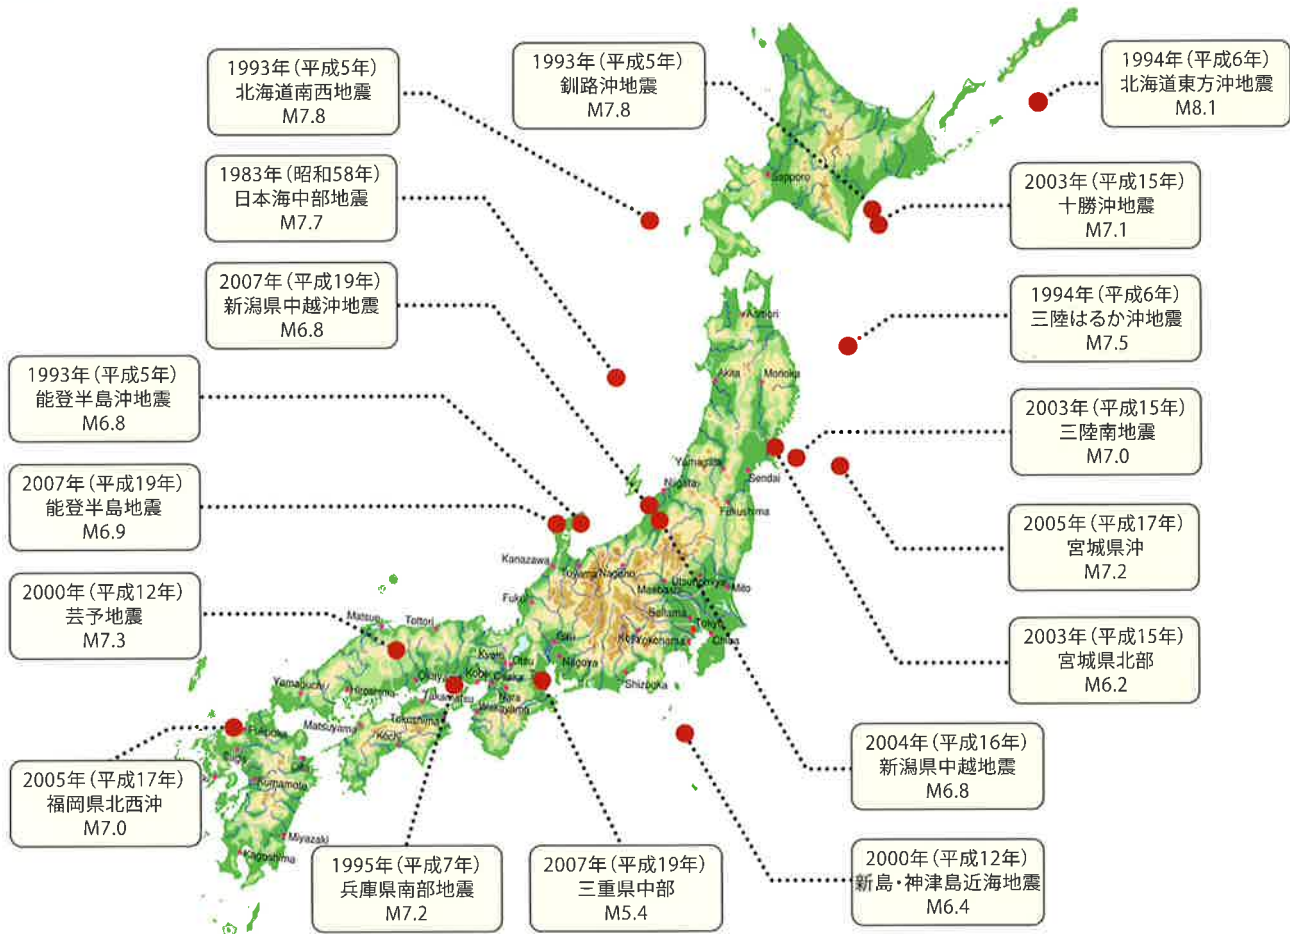 1993年(平成5年)
北海道南西地震
M7.8
1993年(平成5年)
釧路沖地震
M7.8
1994年(平成6年)
北海道東方沖地震
M8.1
1983年(昭和58年)
日本海中部地震
M7.7
2003年(平成15年)
十勝沖地震
M7.1
2007年(平成19年)
新潟県中越沖地震
M6.8
1994年(平成6年)
三陸はるか沖地震
M7.5
1993年(平成5年)
能登半島沖地震
M6.8
2003年(平成15年)
三陸南地震
M7.0
2007年(平成19年)
能登半島地震
M6.9
2005年(平成17年)
宮城県沖
M7.2
2000年(平成12年)
芸予地震
M7.3
2003年(平成15年)
宮城県北部
M6.2
2004年(平成16年)
新潟県中越地震
M6.8
2005年(平成17年)
福岡県北西沖
M7.0
1995年(平成7年)
兵庫県南部地震
M7.2
2007年(平成19年)
三重県中部
M5.4
2000年(平成12年)
新島・神津島近海地震
M6.4
Sapporo
Akita
Morioka
Sendai
Fukushima
Kanazawa
Toyama
Nagano
Mito
Tottori
Kyoto
Otsu
Nagoya
Chiba
Yokohama
Shizuoka
Kobe
Osaka
Nara
Wakayama
Yamaguchi
Hiroshima
Takamatsu
Tokushima
Matsuyama
Kochi
Kumamoto
Miyazaki
Kagoshima